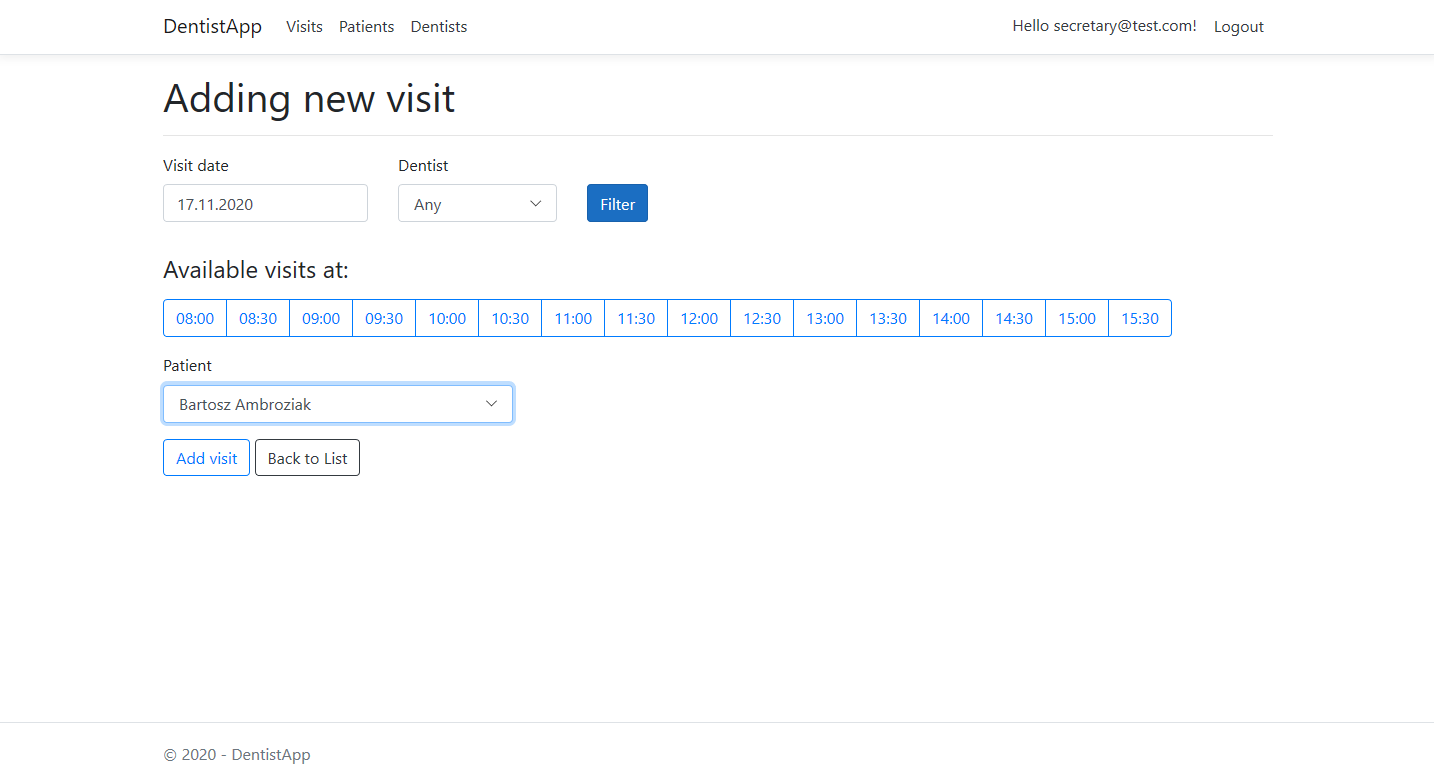 DentistApp Visits Patients Dentists Hello secretary@test.com! Logout
Adding new visit
Visit date Dentist
17.11.2020 Any Filter
Available visits at:
08:00 08:30 09:00 09:30 10:00 10:30 11:00 11:30 12:00 12:30 13:00 13:30 14:00 14:30 15:00 15:30
Patient
Bartosz Ambroziak
Add visit Back to List
© 2020 - DentistApp